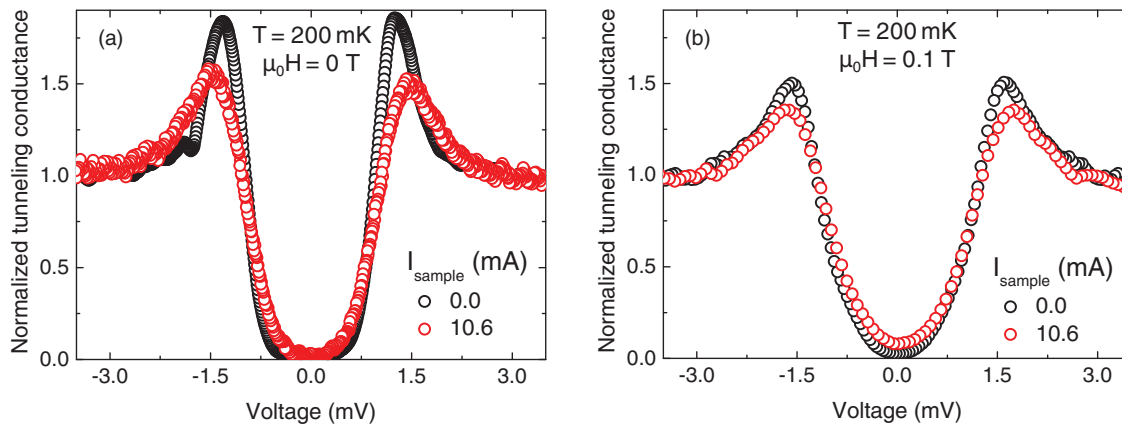 (a)
T = 200 mK
μ₀H = 0 T
Normalized tunneling conductance
1.5
1.0
0.5
0.0
I_sample (mA)
0.0
10.6
-3.0 -1.5 0.0 1.5 3.0
Voltage (mV)
(b)
T = 200 mK
μ₀H = 0.1 T
Normalized tunneling conductance
1.5
1.0
0.5
0.0
I_sample (mA)
0.0
10.6
-3.0 -1.5 0.0 1.5 3.0
Voltage (mV)